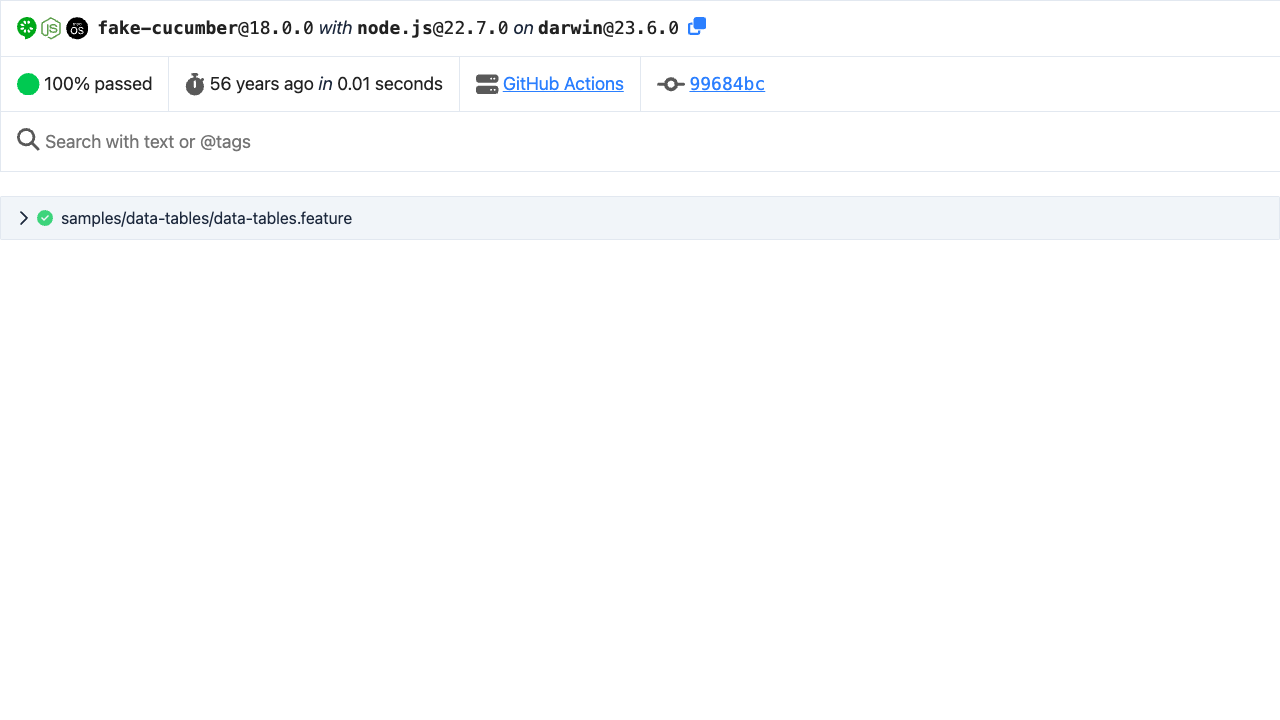 fake-cucumber@18.0.0 with node.js@22.7.0 on darwin@23.6.0
100% passed 56 years ago in 0.01 seconds GitHub Actions 99684bc
Search with text or @tags
samples/data-tables/data-tables.feature